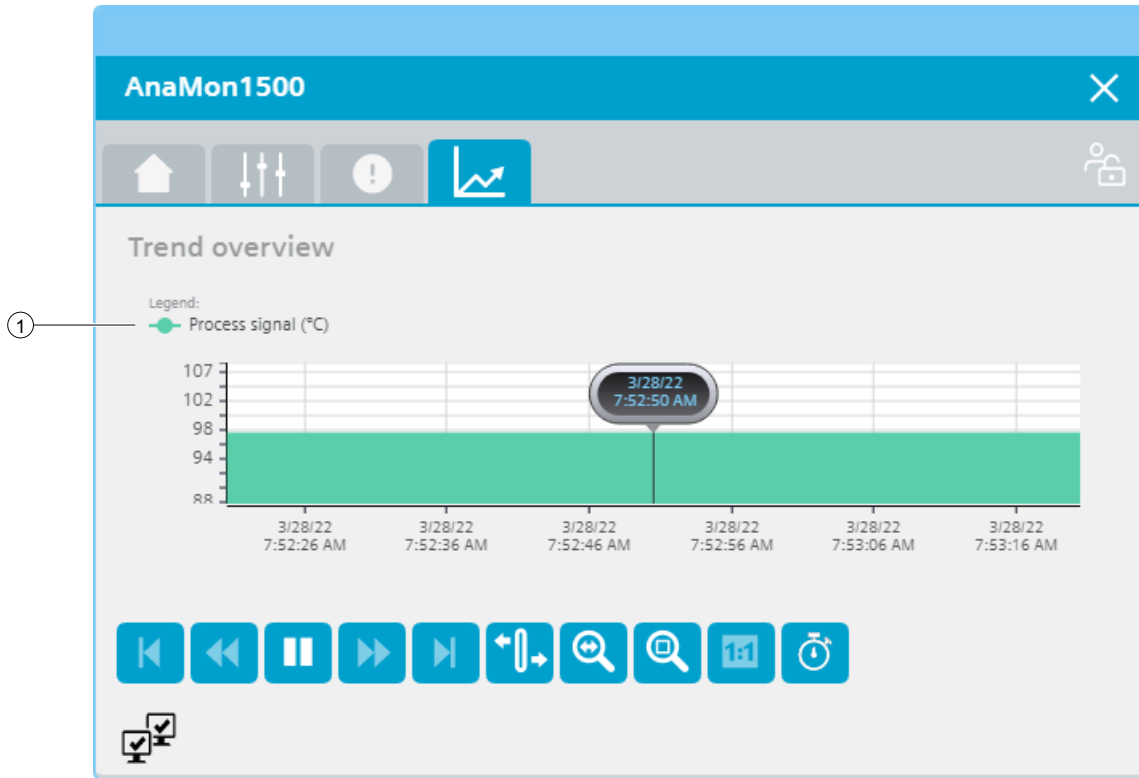 AnaMon1500
Trend overview
Legend:
1
Process signal (°C)
107
102
98
94
88
3/28/22
7:52:50 AM
3/28/22
7:52:26 AM
3/28/22
7:52:36 AM
3/28/22
7:52:46 AM
3/28/22
7:52:56 AM
3/28/22
7:53:06 AM
3/28/22
7:53:16 AM
1:1